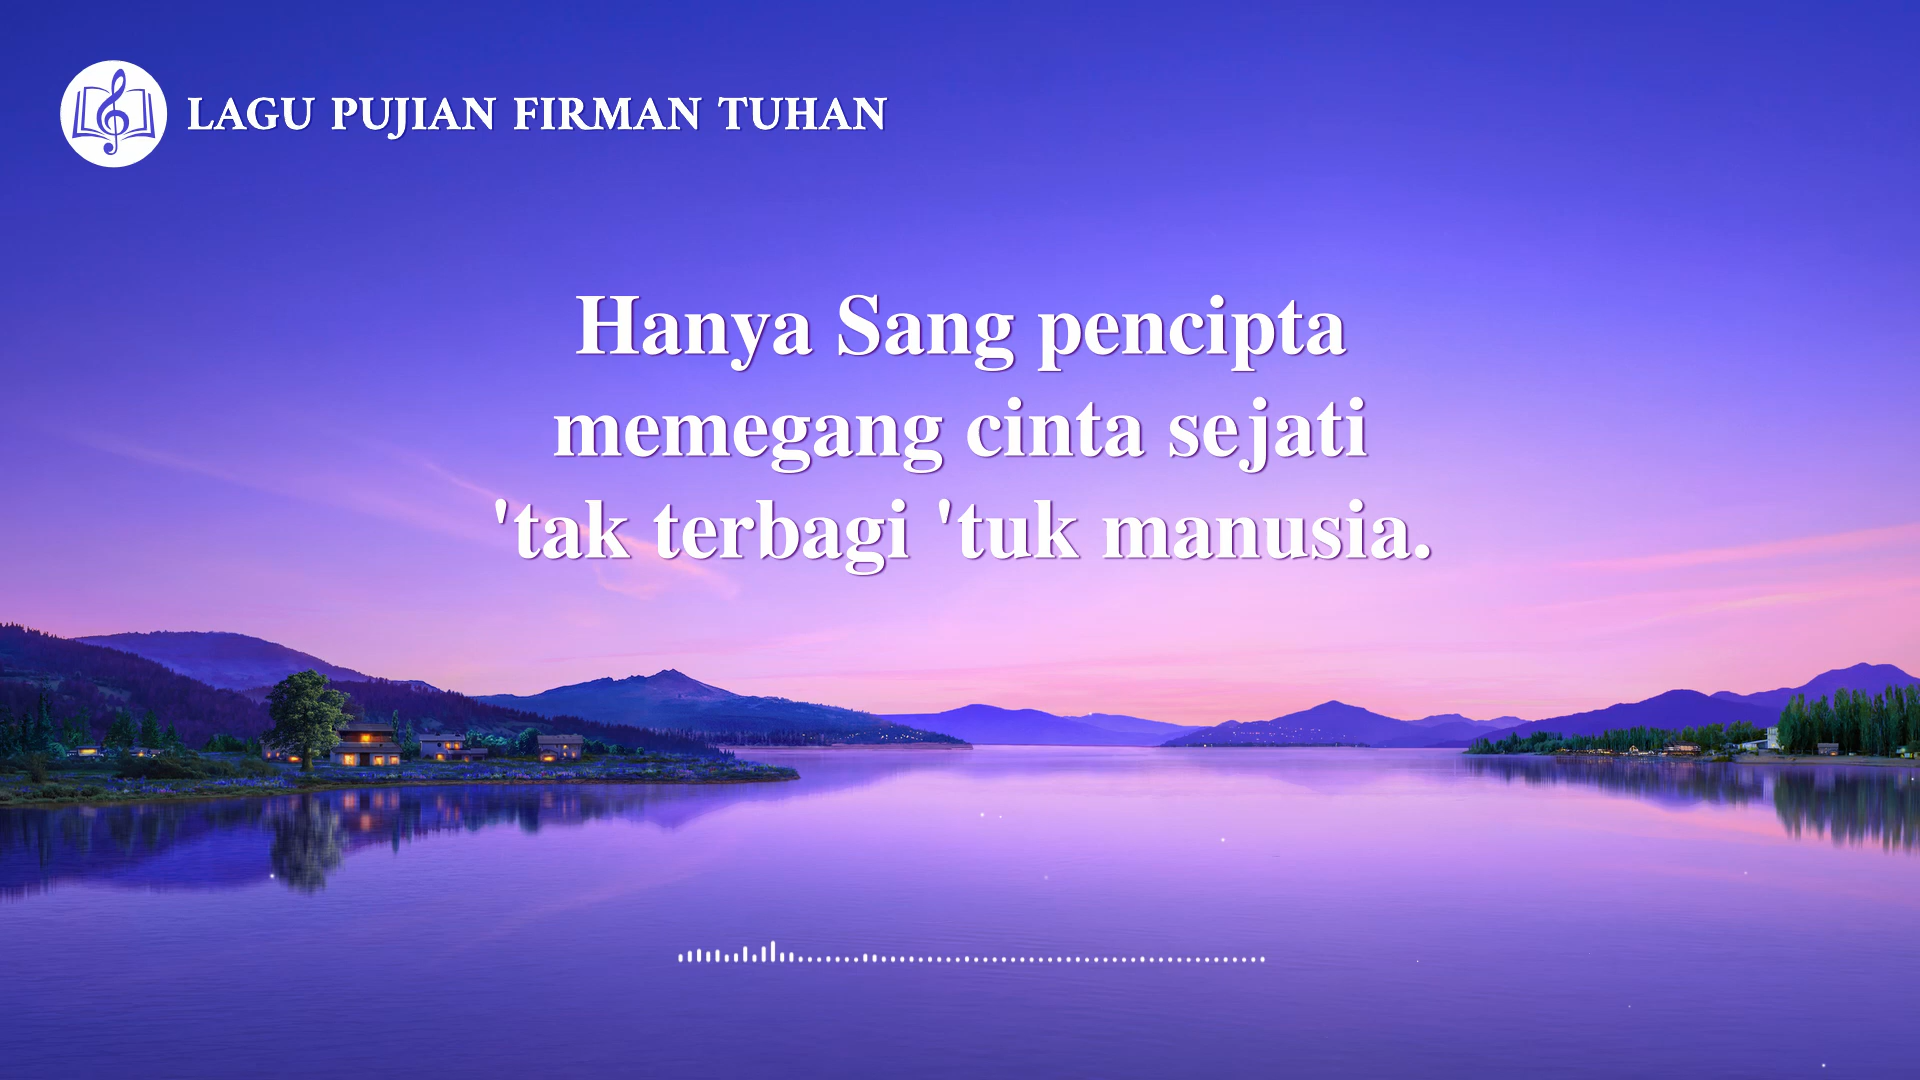 LAGU PUJIAN FIRMAN TUHAN
Hanya Sang pencipta
memegang cinta sejati
'tak terbagi 'tuk manusia.